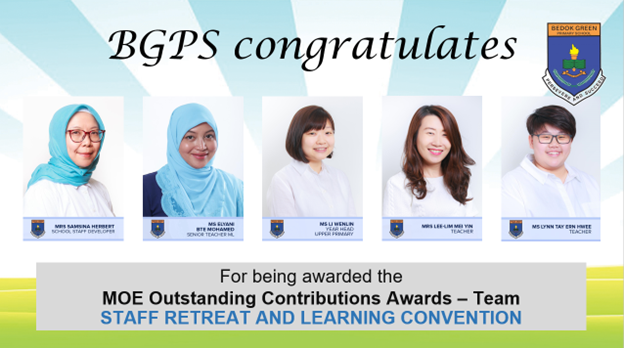 BGPS congratulates
BEDOK GREEN
PRIMARY SCHOOL
PERSEVERE AND SUCCEED
MRS SAMSINA HERBERT
SCHOOL STAFF DEVELOPER
MS ELYANI
BTE MOHAMED
SENIOR TEACHER ML
MS LI WENLIN
YEAR HEAD
UPPER PRIMARY
MRS LEE-LIM MEI YIN
TEACHER
MS LYNN TAY ERN HWEE
TEACHER
For being awarded the
MOE Outstanding Contributions Awards – Team
STAFF RETREAT AND LEARNING CONVENTION